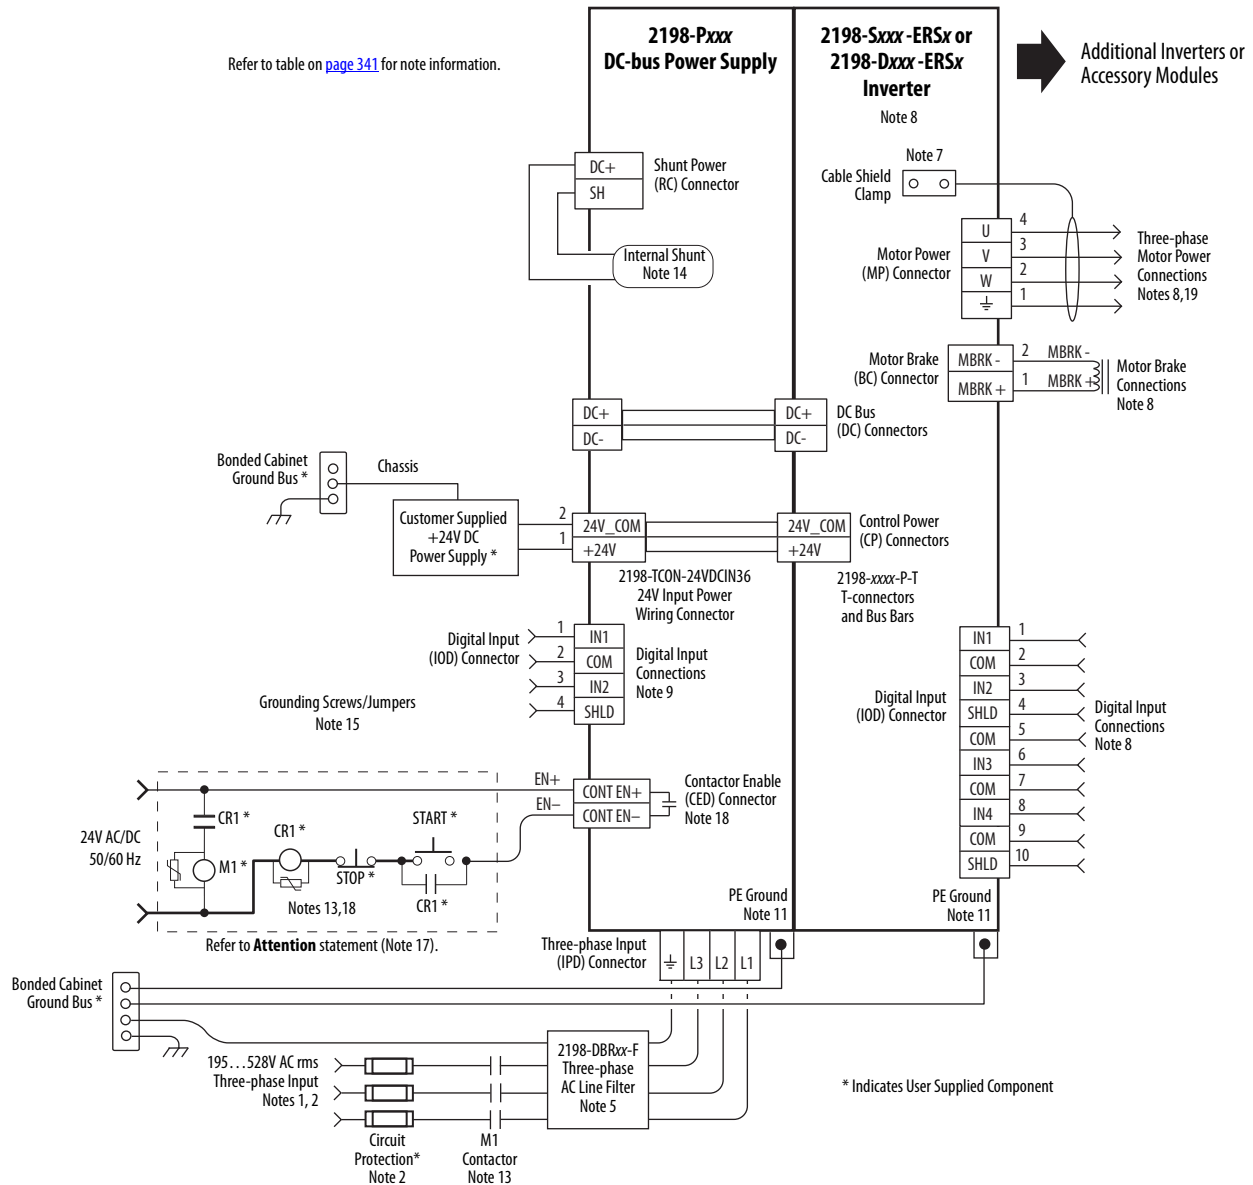 2198-Pxxx
DC-bus Power Supply
2198-Sxxx -ERSx or
2198-Dxxx -ERSx
Inverter
Note 8
Additional Inverters or
Accessory Modules
Refer to table on page 341 for note information.
DC+
SH
Shunt Power
(RC) Connector
Internal Shunt
Note 14
Note 7
Cable Shield
Clamp
Motor Power
(MP) Connector
U
V
W
4
3
2
1
Three-phase
Motor Power
Connections
Notes 8,19
Motor Brake
(BC) Connector
MBRK -
MBRK +
2
1
MBRK -
MBRK +
Motor Brake
Connections
Note 8
DC+
DC-
DC+
DC-
DC Bus
(DC) Connectors
Bonded Cabinet
Ground Bus *
Chassis
Customer Supplied
+24V DC
Power Supply *
2
1
24V_COM
+24V
24V_COM
+24V
Control Power
(CP) Connectors
2198-TCON-24VDCIN36
24V Input Power
Wiring Connector
2198-xxxx-P-T
T-connectors
and Bus Bars
Digital Input
(IOD) Connector
1
2
3
4
IN1
COM
IN2
SHLD
Digital Input
Connections
Note 9
Grounding Screws/Jumpers
Note 15
Digital Input
(IOD) Connector
IN1
COM
IN2
SHLD
COM
IN3
COM
IN4
COM
SHLD
1
2
3
4
5
6
7
8
9
10
Digital Input
Connections
Note 8
EN+
EN–
CONT EN+
CONT EN–
Contactor Enable
(CED) Connector
Note 18
24V AC/DC
50/60 Hz
CR1 *
M1 *
CR1 *
STOP *
START *
CR1 *
Notes 13,18
Refer to Attention statement (Note 17).
PE Ground
Note 11
PE Ground
Note 11
Three-phase Input
(IPD) Connector
L3
L2
L1
Bonded Cabinet
Ground Bus *
195…528V AC rms
Three-phase Input
Notes 1, 2
2198-DBRxx-F
Three-phase
AC Line Filter
Note 5
Circuit
Protection*
Note 2
M1
Contactor
Note 13
* Indicates User Supplied Component